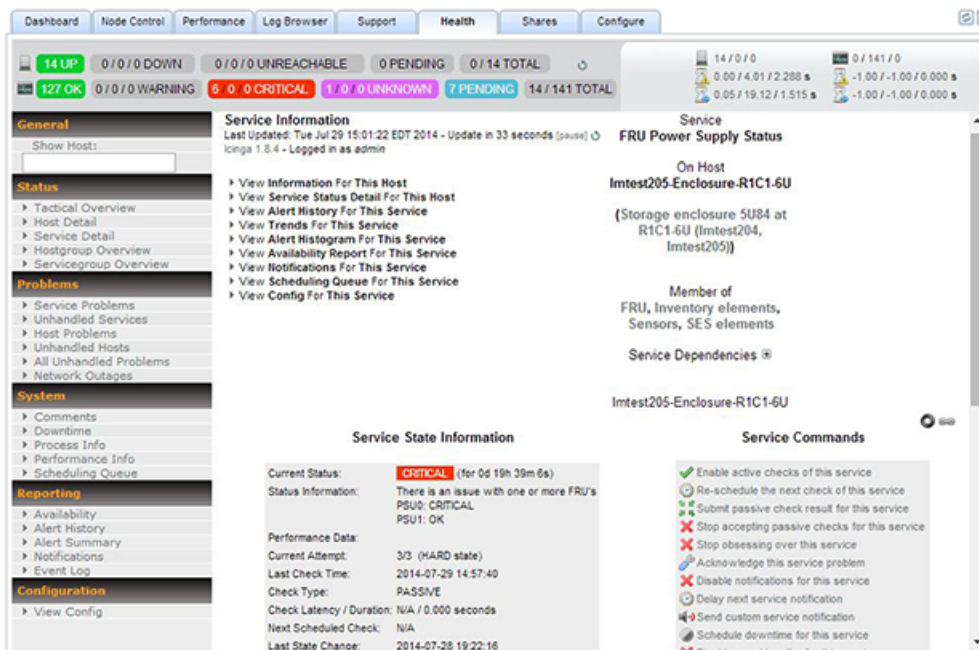 Dashboard Node Control Performance Log Browser Support Health Shares Configure
14 UP 0 / 0 / 0 DOWN 0 / 0 / 0 UNREACHABLE 0 PENDING 0 / 14 TOTAL
127 OK 0 / 0 / 0 WARNING 6 / 0 / 0 CRITICAL 1 / 0 / 0 UNKNOWN 7 PENDING 14 / 141 TOTAL
14 / 0 / 0 0 / 141 / 0
0.00 / 4.01 / 2.288 s -1.00 / -1.00 / 0.000 s
0.05 / 19.12 / 1.515 s -1.00 / -1.00 / 0.000 s
General
Show Host:
Status
Tactical Overview
Host Detail
Service Detail
Hostgroup Overview
Servicegroup Overview
Problems
Service Problems
Unhandled Services
Host Problems
Unhandled Hosts
All Unhandled Problems
Network Outages
System
Comments
Downtime
Process Info
Performance Info
Scheduling Queue
Reporting
Availability
Alert History
Alert Summary
Notifications
Event Log
Configuration
View Config
Service Information
Last Updated: Tue Jul 29 15:01:22 EDT 2014 - Update in 33 seconds [pause]
Icinga 1.8.4 - Logged in as admin
View Information For This Host
View Service Status Detail For This Host
View Alert History For This Service
View Trends For This Service
View Alert Histogram For This Service
View Availability Report For This Service
View Notifications For This Service
View Scheduling Queue For This Service
View Config For This Service
Service
FRU Power Supply Status
On Host
lmtest205-Enclosure-R1C1-6U
(Storage enclosure 5U84 at
R1C1-6U (lmtest204,
lmtest205))
Member of
FRU, Inventory elements,
Sensors, SES elements
Service Dependencies
lmtest205-Enclosure-R1C1-6U
Service State Information
Current Status: CRITICAL (for 0d 19h 39m 6s)
Status Information: There is an issue with one or more FRU's
PSU0: CRITICAL
PSU1: OK
Performance Data:
Current Attempt: 3/3 (HARD state)
Last Check Time: 2014-07-29 14:57:40
Check Type: PASSIVE
Check Latency / Duration: N/A / 0.000 seconds
Next Scheduled Check: N/A
Last State Change: 2014-07-28 19:22:16
Service Commands
Enable active checks of this service
Re-schedule the next check of this service
Submit passive check result for this service
Stop accepting passive checks for this service
Stop obsessing over this service
Acknowledge this service problem
Disable notifications for this service
Delay next service notification
Send custom service notification
Schedule downtime for this service